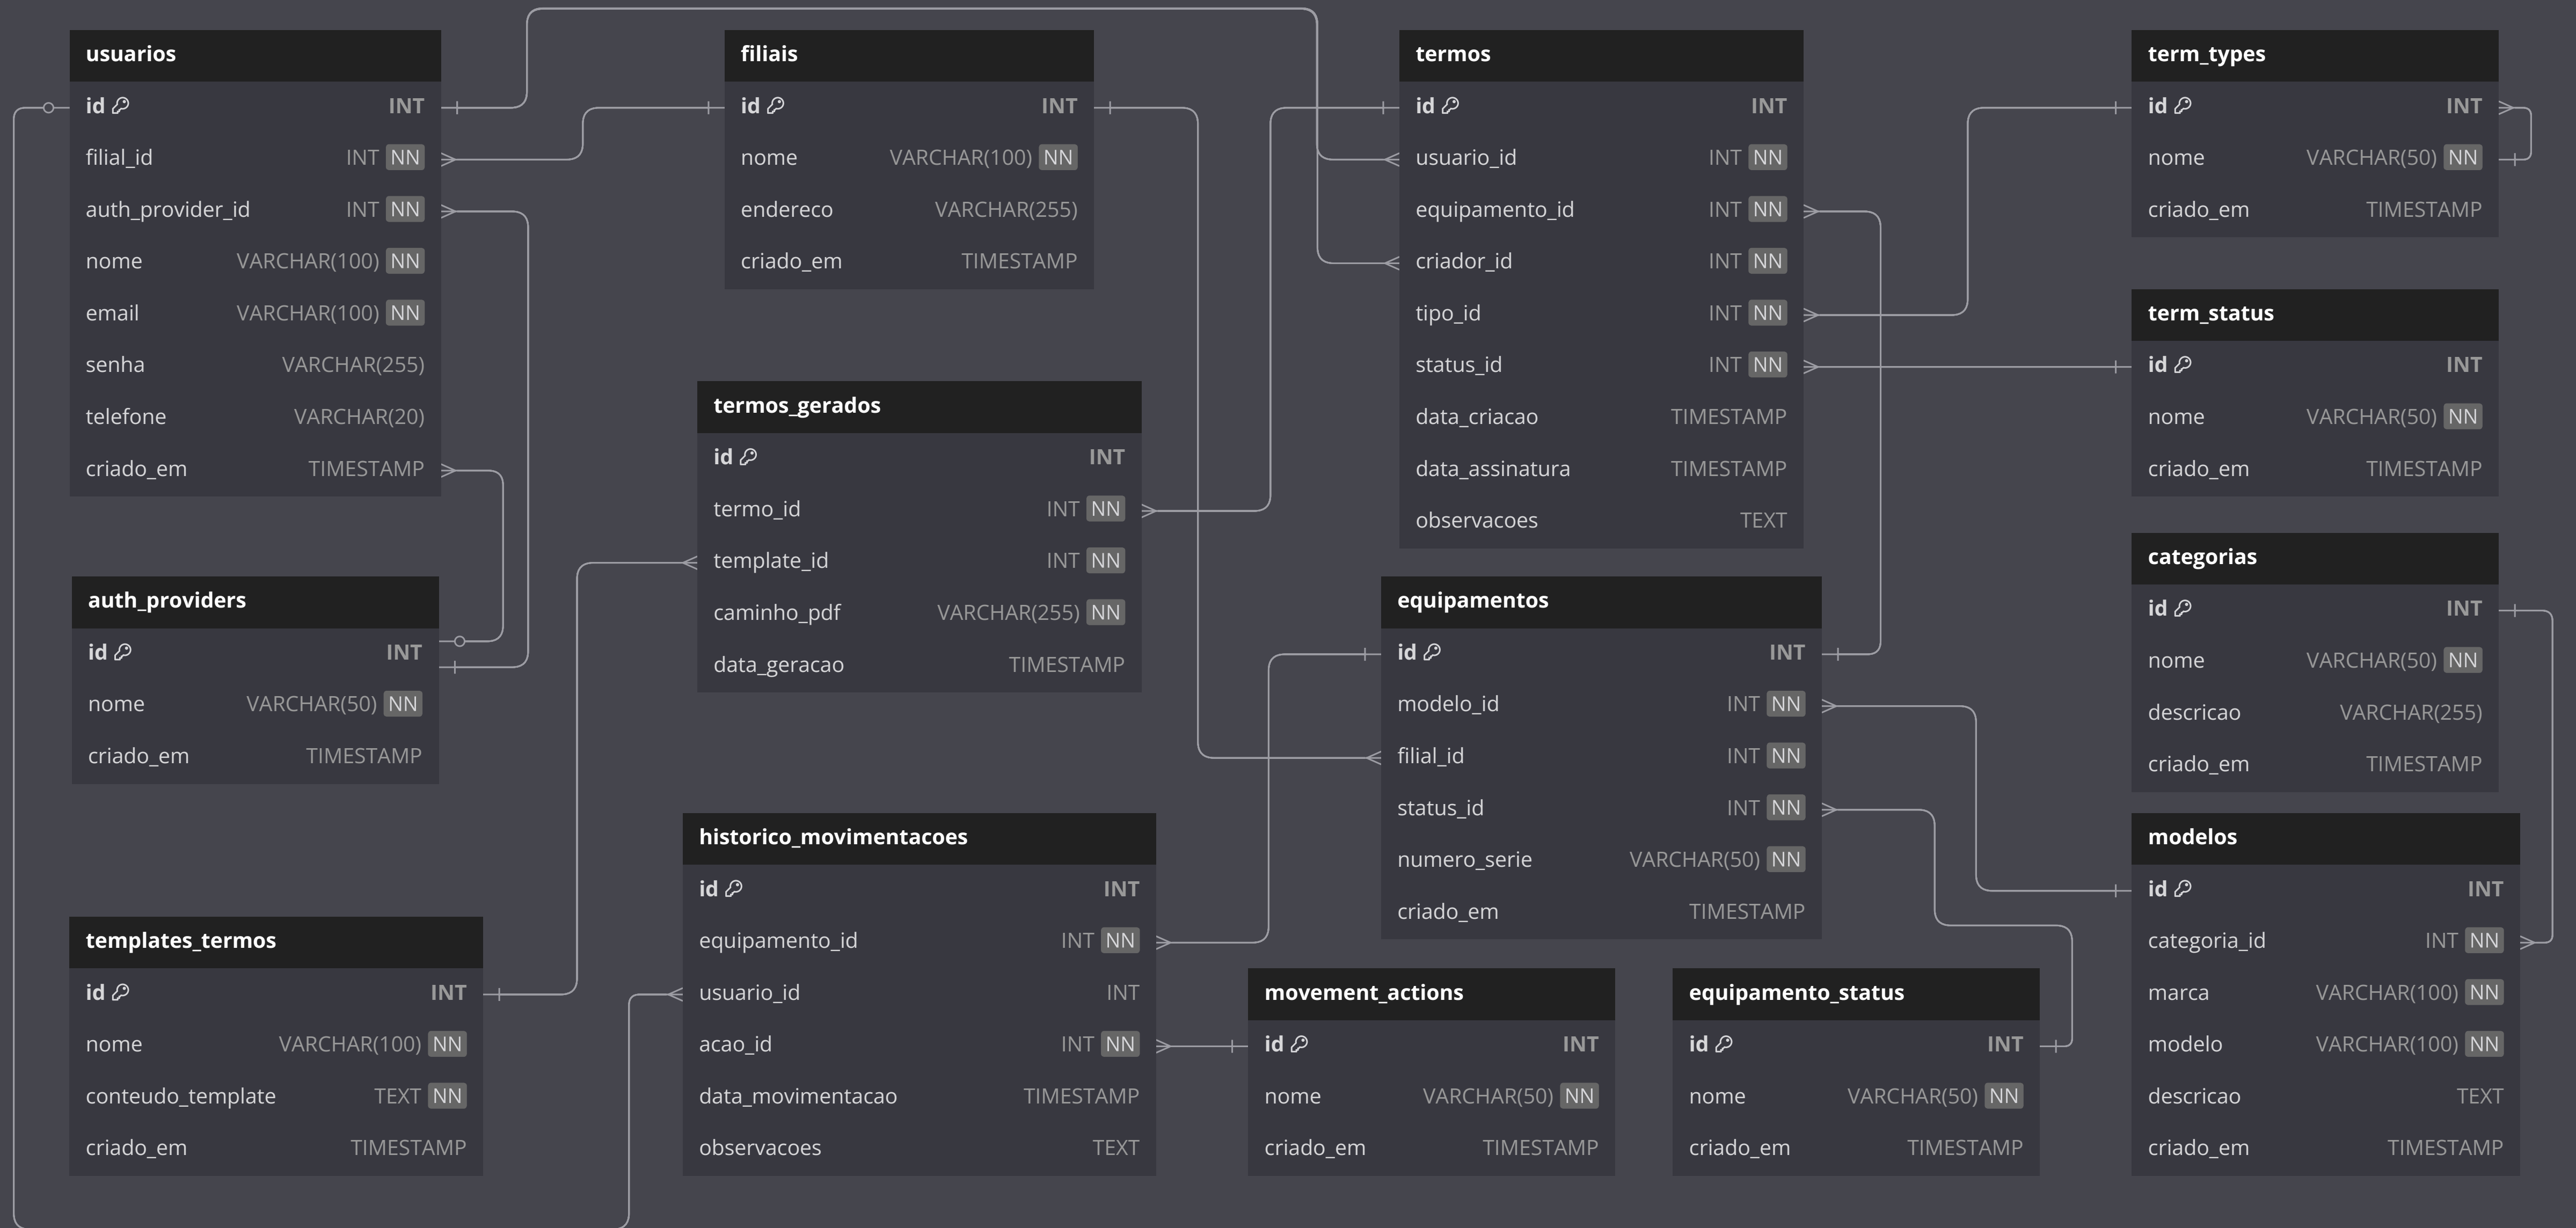 usuarios
id INT
filial_id INT NN
auth_provider_id INT NN
nome VARCHAR(100) NN
email VARCHAR(100) NN
senha VARCHAR(255)
telefone VARCHAR(20)
criado_em TIMESTAMP
auth_providers
id INT
nome VARCHAR(50) NN
criado_em TIMESTAMP
templates_termos
id INT
nome VARCHAR(100) NN
conteudo_template TEXT NN
criado_em TIMESTAMP
filiais
id INT
nome VARCHAR(100) NN
endereco VARCHAR(255)
criado_em TIMESTAMP
termos_gerados
id INT
termo_id INT NN
template_id INT NN
caminho_pdf VARCHAR(255) NN
data_geracao TIMESTAMP
historico_movimentacoes
id INT
equipamento_id INT NN
usuario_id INT
acao_id INT NN
data_movimentacao TIMESTAMP
observacoes TEXT
termos
id INT
usuario_id INT NN
equipamento_id INT NN
criador_id INT NN
tipo_id INT NN
status_id INT NN
data_criacao TIMESTAMP
data_assinatura TIMESTAMP
observacoes TEXT
equipamentos
id INT
modelo_id INT NN
filial_id INT NN
status_id INT NN
numero_serie VARCHAR(50) NN
criado_em TIMESTAMP
movement_actions
id INT
nome VARCHAR(50) NN
criado_em TIMESTAMP
equipamento_status
id INT
nome VARCHAR(50) NN
criado_em TIMESTAMP
term_types
id INT
nome VARCHAR(50) NN
criado_em TIMESTAMP
term_status
id INT
nome VARCHAR(50) NN
criado_em TIMESTAMP
categorias
id INT
nome VARCHAR(50) NN
descricao VARCHAR(255)
criado_em TIMESTAMP
modelos
id INT
categoria_id INT NN
marca VARCHAR(100) NN
modelo VARCHAR(100) NN
descricao TEXT
criado_em TIMESTAMP